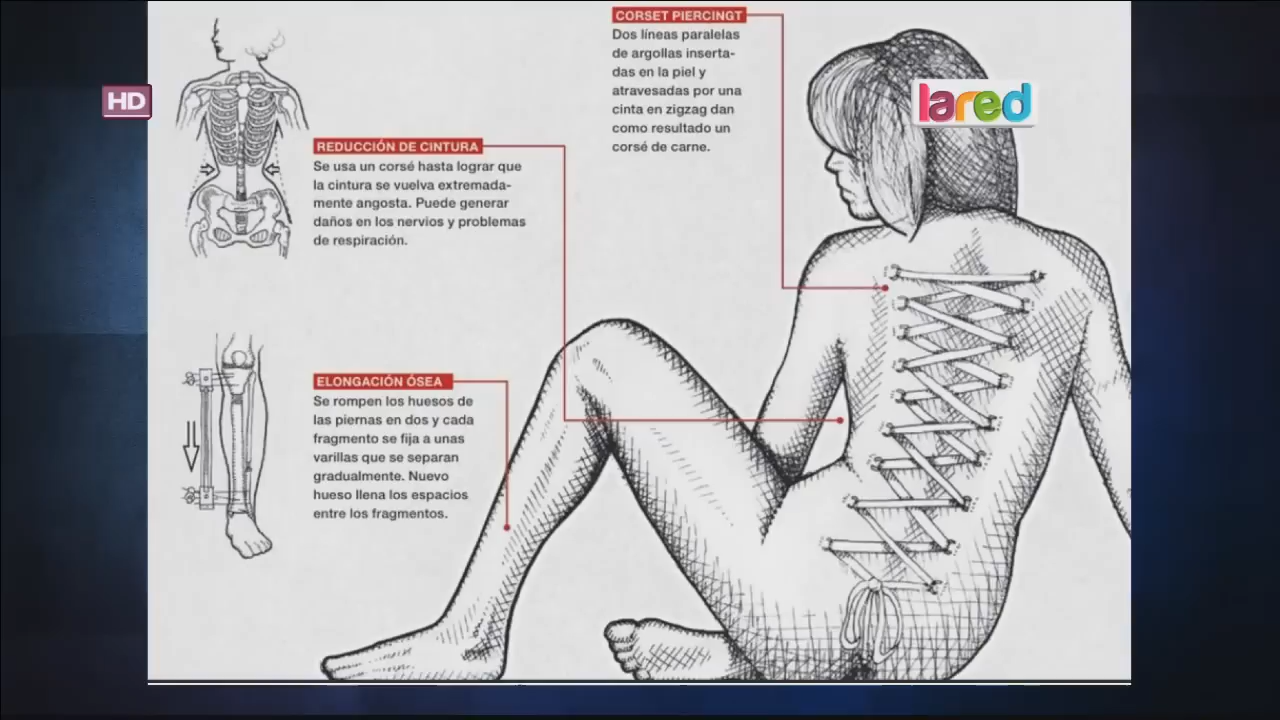 HD
lared
CORSET PIERCINGT
Dos líneas paralelas
de argollas inserta-
das en la piel y
atravesadas por una
cinta en zigzag dan
como resultado un
corsé de carne.
REDUCCIÓN DE CINTURA
Se usa un corsé hasta lograr que
la cintura se vuelva extremada-
mente angosta. Puede generar
daños en los nervios y problemas
de respiración.
ELONGACIÓN ÓSEA
Se rompen los huesos de
las piernas en dos y cada
fragmento se fija a unas
varillas que se separan
gradualmente. Nuevo
hueso llena los espacios
entre los fragmentos.